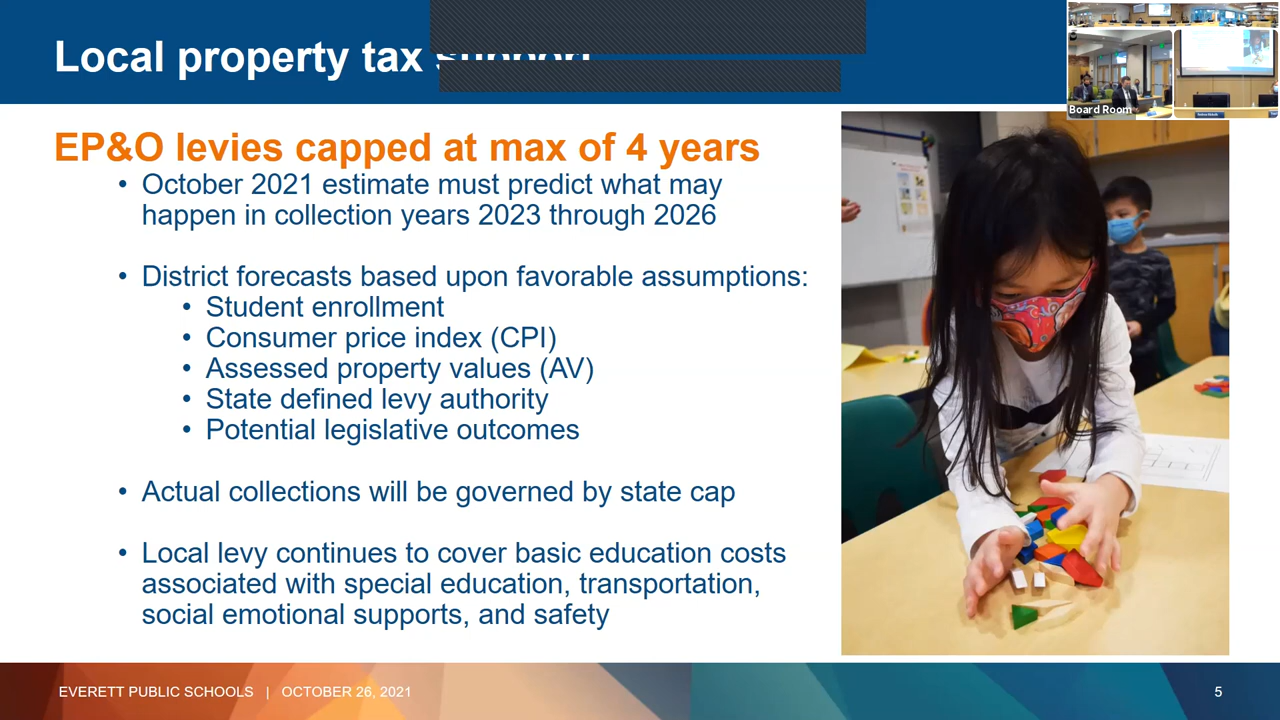 Local property tax support
Board Room
EP&O levies capped at max of 4 years
• October 2021 estimate must predict what may
happen in collection years 2023 through 2026
• District forecasts based upon favorable assumptions:
• Student enrollment
• Consumer price index (CPI)
• Assessed property values (AV)
• State defined levy authority
• Potential legislative outcomes
• Actual collections will be governed by state cap
• Local levy continues to cover basic education costs
associated with special education, transportation,
social emotional supports, and safety
EVERETT PUBLIC SCHOOLS | OCTOBER 26, 2021
5